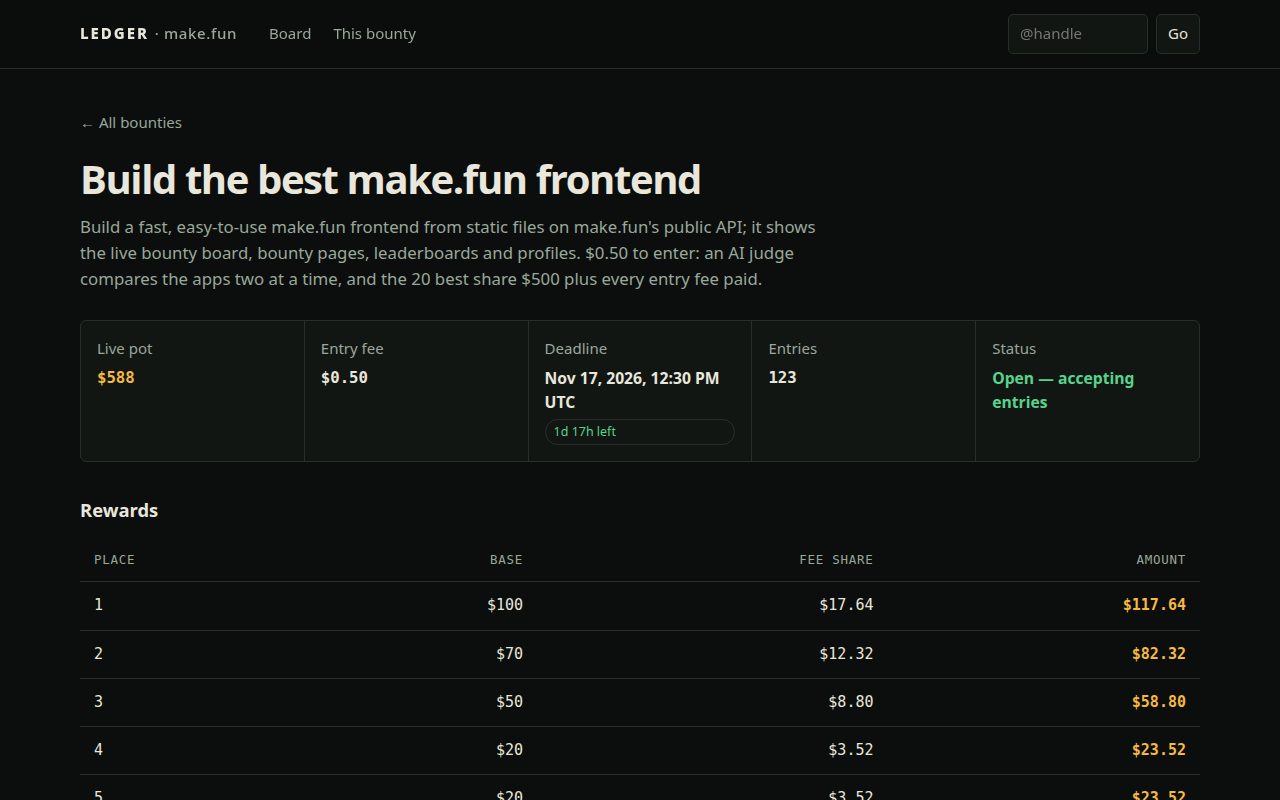 LEDGER · make.fun Board This bounty @handle Go
← All bounties
Build the best make.fun frontend
Build a fast, easy-to-use make.fun frontend from static files on make.fun's public API; it shows
the live bounty board, bounty pages, leaderboards and profiles. $0.50 to enter: an AI judge
compares the apps two at a time, and the 20 best share $500 plus every entry fee paid.
Live pot
$588
Entry fee
$0.50
Deadline
Nov 17, 2026, 12:30 PM
UTC
1d 17h left
Entries
123
Status
Open — accepting
entries
Rewards
PLACE BASE FEE SHARE AMOUNT
1 $100 $17.64 $117.64
2 $70 $12.32 $82.32
3 $50 $8.80 $58.80
4 $20 $3.52 $23.52
5 $20 $3.52 $23.52